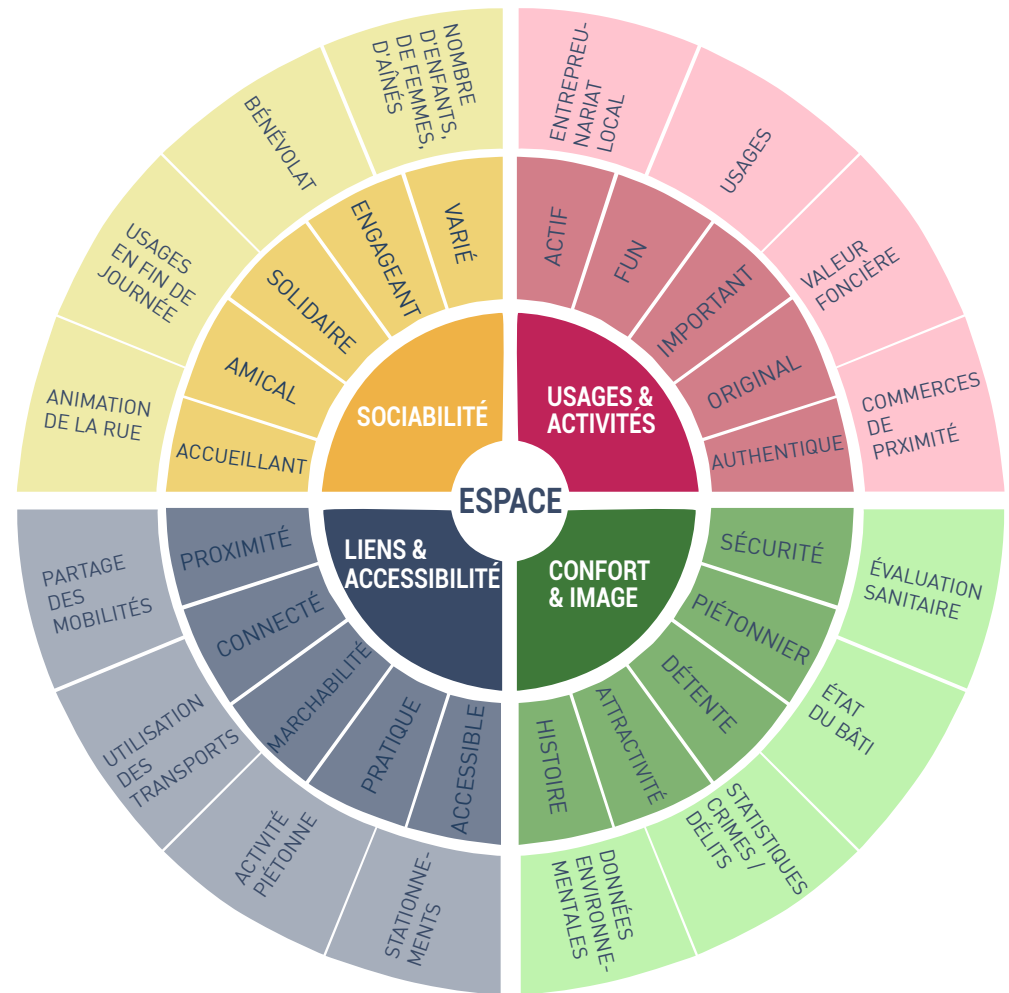 ESPACE
SOCIABILITÉ
USAGES &
ACTIVITÉS
CONFORT
& IMAGE
LIENS &
ACCESSIBILITÉ
ACCUEILLANT
AMICAL
SOLIDAIRE
ENGAGEANT
VARIÉ
ACTIF
FUN
IMPORTANT
ORIGINAL
AUTHENTIQUE
SÉCURITÉ
PIÉTONNIER
DÉTENTE
ATTRACTIVITÉ
HISTOIRE
ACCESSIBLE
PRATIQUE
MARCHABILITÉ
CONNECTÉ
PROXIMITÉ
ANIMATION
DE LA RUE
USAGES
EN FIN DE
JOURNÉE
BÉNÉVOLAT
NOMBRE
D'ENFANTS,
DE FEMMES,
D'AÎNÉS
ENTREPREU-
NARIAT
LOCAL
USAGES
VALEUR
FONCIÈRE
COMMERCES
DE
PRXIMITÉ
ÉVALUATION
SANITAIRE
ÉTAT
DU BÂTI
STATISTIQUES
CRIMES /
DÉLITS
DONNÉES
ENVIRONNE-
MENTALES
STATIONNE-
MENTS
ACTIVITÉ
PIÉTONNE
UTILISATION
DES
TRANSPORTS
PARTAGE
DES
MOBILITÉS